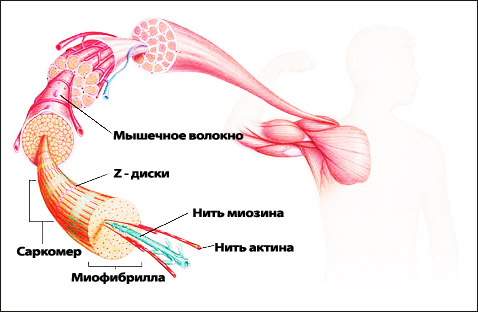 Мышечное волокно
Z - диски
Нить миозина
Нить актина
Саркомер
Миофибрилла